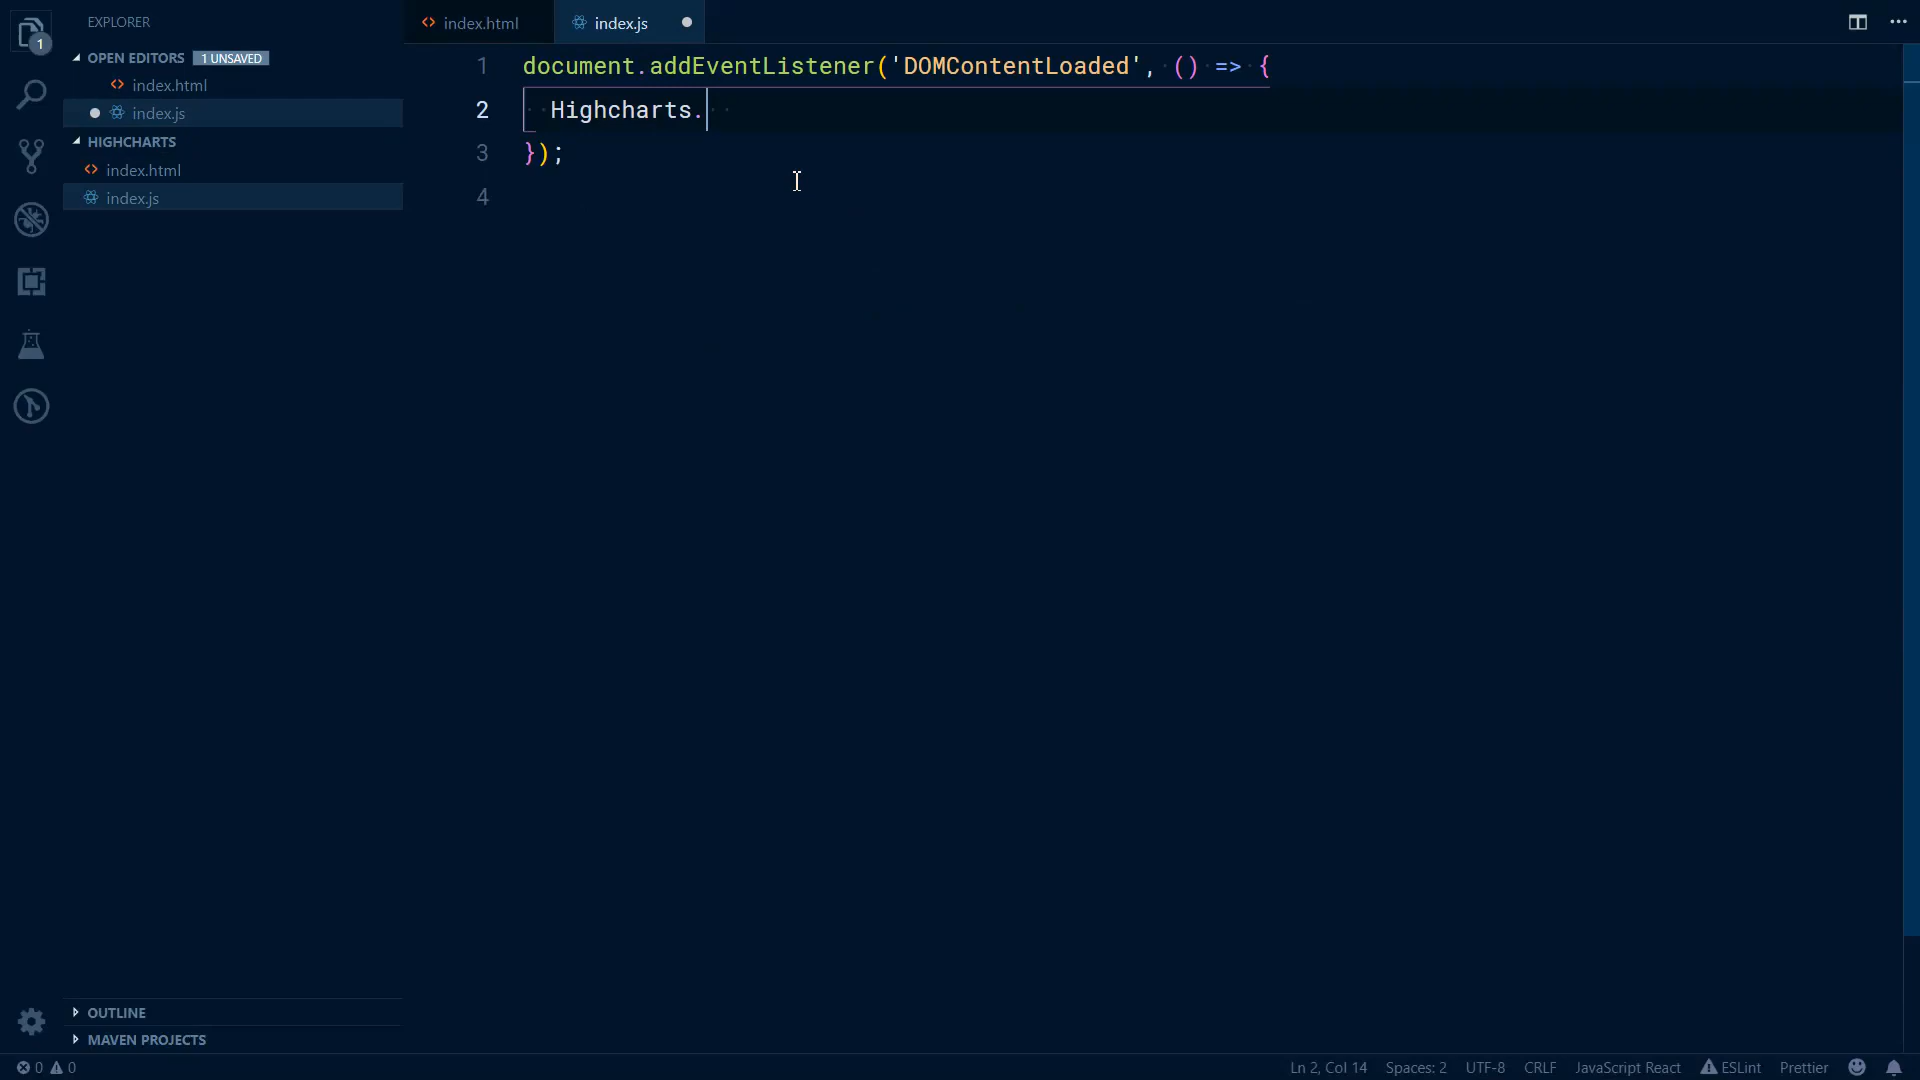 EXPLORER
OPEN EDITORS 1 UNSAVED
index.html
index.js
HIGHCHARTS
index.html
index.js
OUTLINE
MAVEN PROJECTS
1
index.html
index.js
1 document.addEventListener('DOMContentLoaded', () => {
2 Highcharts.
3 });
4
0 0
Ln 2, Col 14 Spaces: 2 UTF-8 CRLF JavaScript React ESLint Prettier